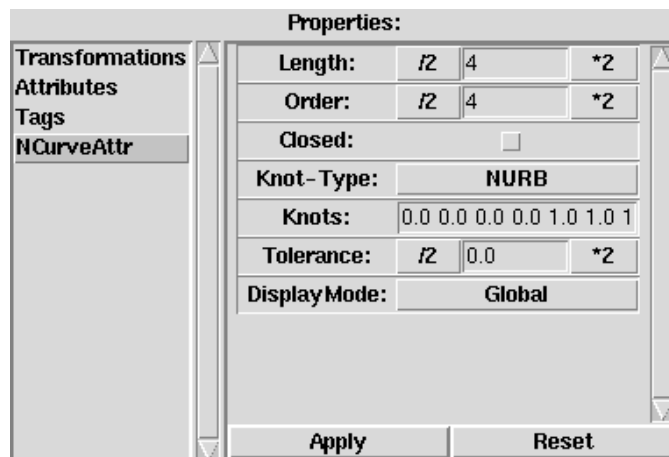 Properties:
Transformations
Attributes
Tags
NCurveAttr
Length: /2 4 *2
Order: /2 4 *2
Closed:
Knot-Type: NURB
Knots: 0.0 0.0 0.0 0.0 1.0 1.0 1
Tolerance: /2 0.0 *2
DisplayMode: Global
Apply Reset